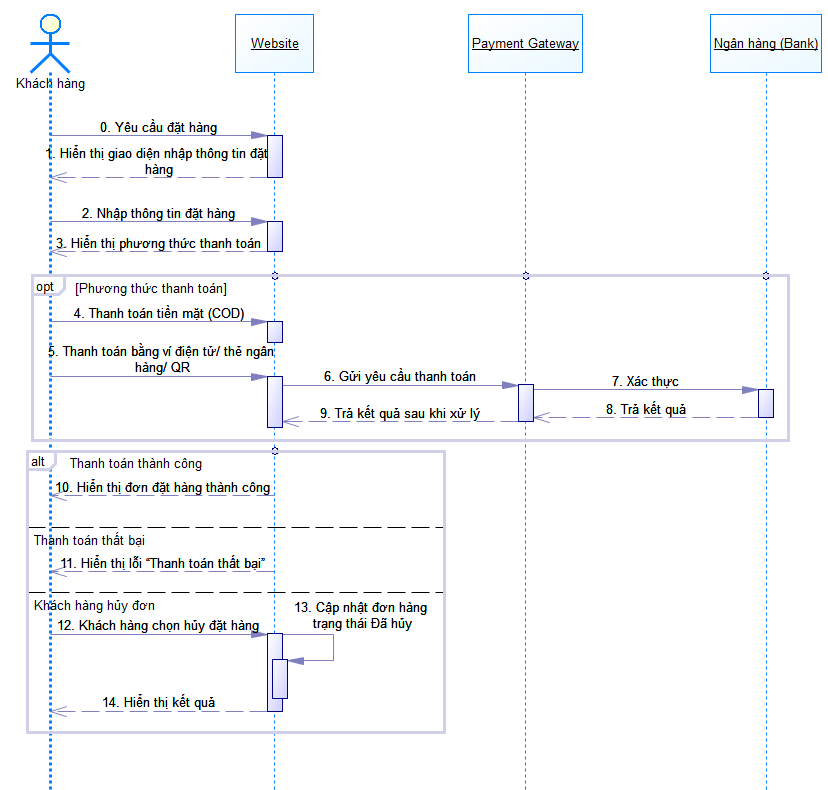 Khách hàng
Website
Payment Gateway
Ngân hàng (Bank)
0. Yêu cầu đặt hàng
1. Hiển thị giao diện nhập thông tin đặt
hàng
2. Nhập thông tin đặt hàng
3. Hiển thị phương thức thanh toán
opt
[Phương thức thanh toán]
4. Thanh toán tiền mặt (COD)
5. Thanh toán bằng ví điện tử/ thẻ ngân
hàng/ QR
6. Gửi yêu cầu thanh toán
7. Xác thực
8. Trả kết quả
9. Trả kết quả sau khi xử lý
alt
Thanh toán thành công
10. Hiển thị đơn đặt hàng thành công
Thanh toán thất bại
11. Hiển thị lỗi “Thanh toán thất bại”
Khách hàng hủy đơn
12. Khách hàng chọn hủy đặt hàng
13. Cập nhật đơn hàng
trạng thái Đã hủy
14. Hiển thị kết quả